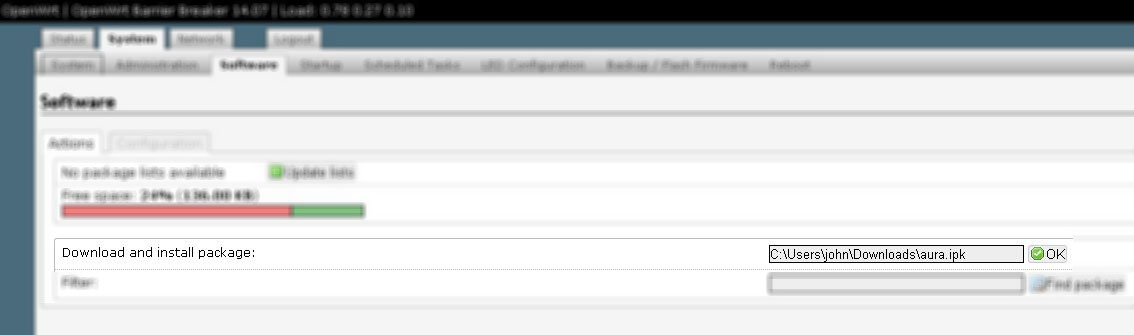 OpenWrt | OpenWrt Barrier Breaker 14.07 | Load: 0.78 0.27 0.10
Status System Network Logout
System Administration Software Startup Scheduled Tasks LED Configuration Backup / Flash Firmware Reboot
Software
Actions Configuration
No package lists available Update lists
Free space: 24% (136.00 KB)
Download and install package: C:\Users\john\Downloads\aura.ipk OK
Filter: Find package